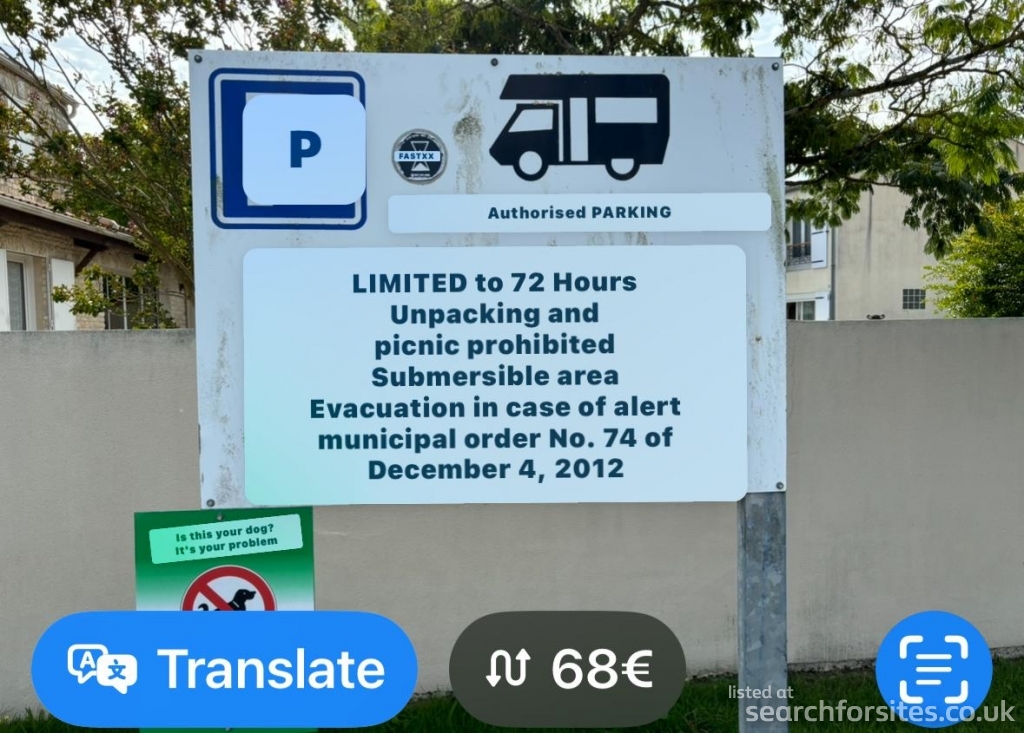 P
FASTXX
Authorised PARKING
LIMITED to 72 Hours
Unpacking and
picnic prohibited
Submersible area
Evacuation in case of alert
municipal order No. 74 of
December 4, 2012
Is this your dog?
It's your problem
Translate
68€
listed at
searchforsites.co.uk